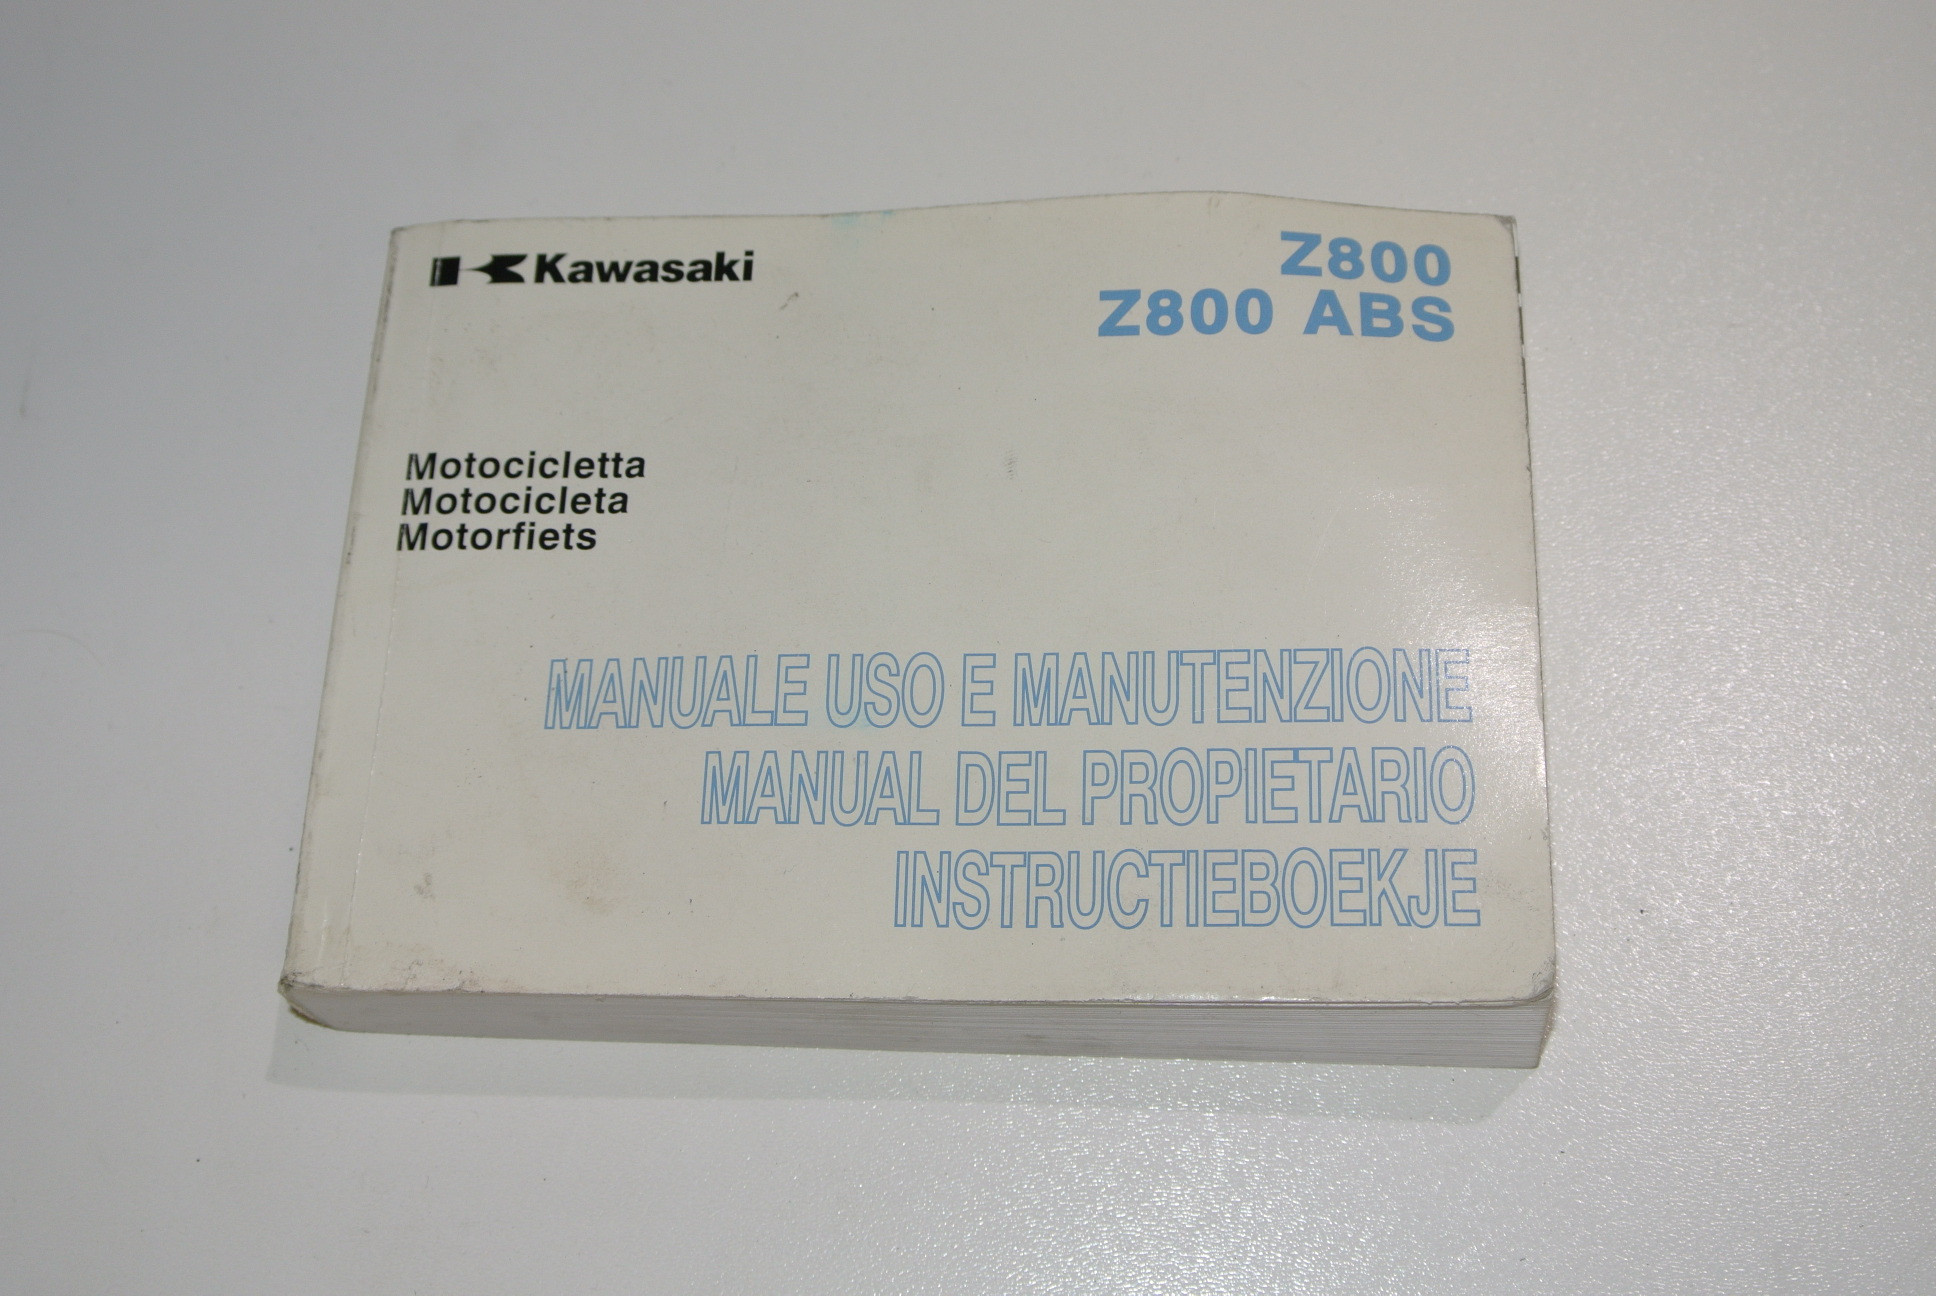 Kawasaki
Z800
Z800 ABS
Motocicletta
Motocicleta
Motorfiets
MANUALE USO E MANUTENZIONE
MANUAL DEL PROPIETARIO
INSTRUCTIEBOEKJE